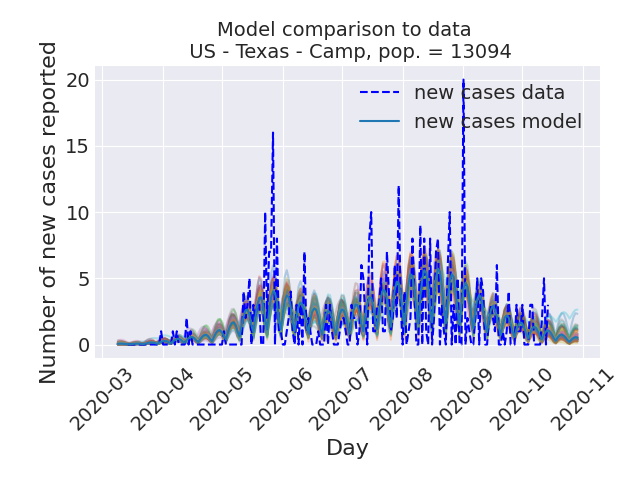 Model comparison to data
US - Texas - Camp, pop. = 13094
Number of new cases reported
20
15
10
5
0
new cases data
new cases model
2020-03
2020-04
2020-05
2020-06
2020-07
2020-08
2020-09
2020-10
2020-11
Day